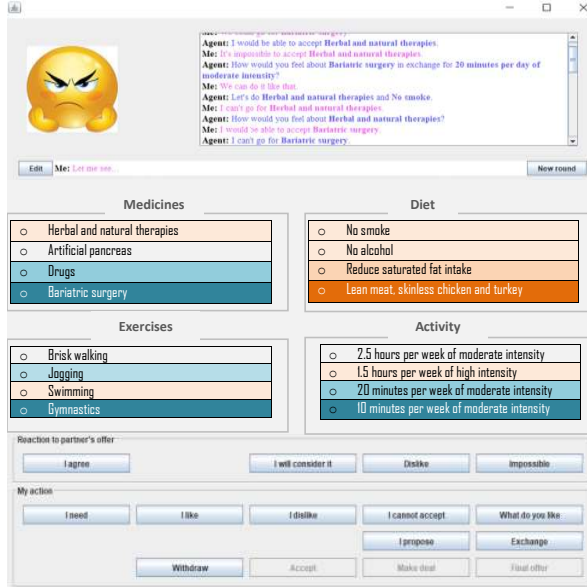 Agent: I would be able to accept Herbal and natural therapies.
Me: It's impossible to accept Herbal and natural therapies.
Agent: How would you feel about Bariatic surgery in exchange for 20 minutes per day of
moderate intensity?
Me: We can do it like that.
Agent: Let's do Herbal and natural therapies and No smoke.
Me: I can't go for Herbal and natural therapies.
Agent: How would you feel about Herbal and natural therapies?
Me: I would be able to accept Bartstric surgery.
Agent: I can't go for Bartstric surgery
Edit
Me: Let me see...
New round
Medicines
Herbal and natural therapies
Artificial pancreas
Drugs
Bariatric surgery
Diet
No smoke
No alcohol
Reduce saturated fat intake
Lean meat, skinless chicken and turkey
Exercises
Brisk walking
Jogging
Swimming
Gymnastics
Activity
2.5 hours per week of moderate intensity
1.5 hours per week of high intensity
20 minutes per week of moderate intensity
10 minutes per week of moderate intensity
Reaction to partner's offer
I agree
I will consider it
Dislike
Impossible
My action
I need
I like
I dislike
I cannot accept
What do you like
I propose
Exchange
Withdraw
Accept
Make deal
Final offer